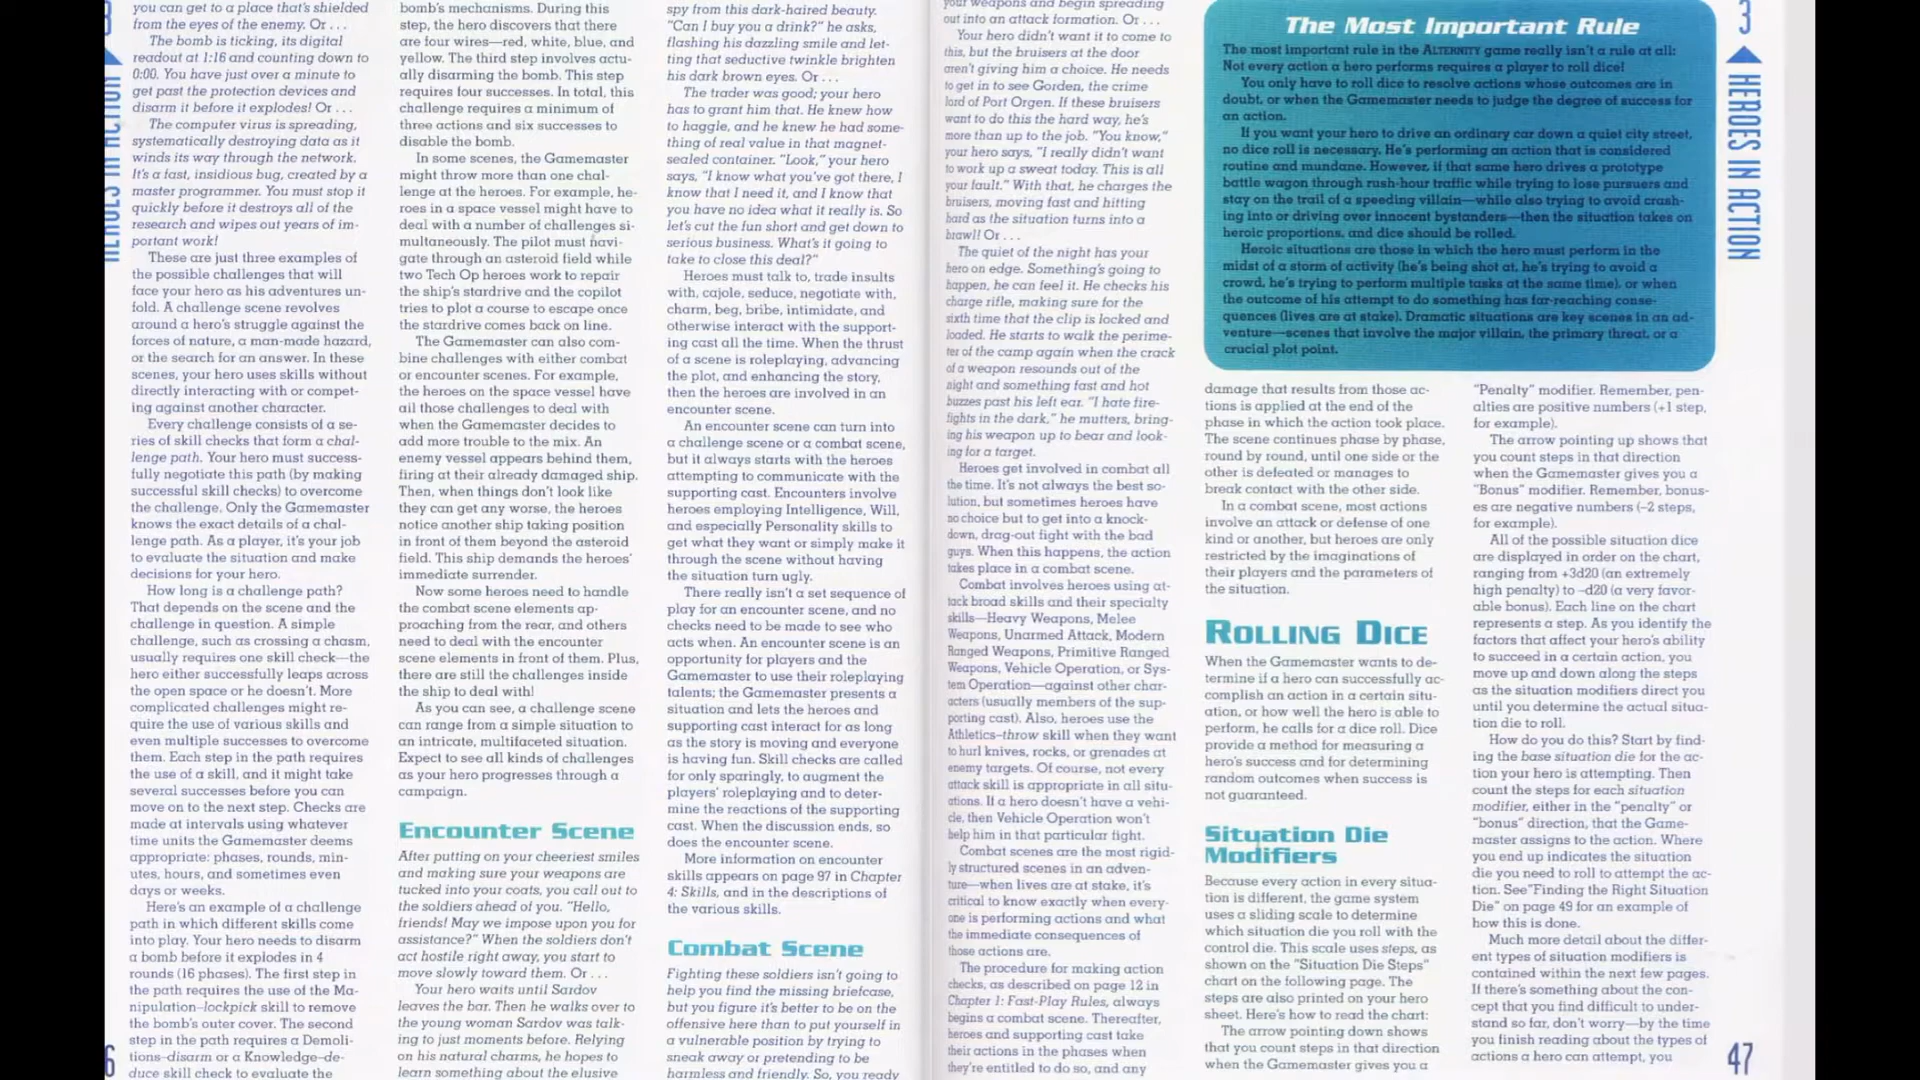 you can get to a place that's shielded
from the eyes of the enemy. Or . . .
The bomb is ticking, its digital
readout at 1:16 and counting down to
0:00. You have just over a minute to
get past the protection devices and
disarm it before it explodes! Or . . .
The computer virus is spreading,
systematically destroying data as it
winds its way through the network.
It's a fast, insidious bug, created by a
master programmer. You must stop it
quickly before it destroys all of the
research and wipes out years of im-
portant work!
These are just three examples of
the possible challenges that will
face your hero as his adventures un-
fold. A challenge scene revolves
around a hero's struggle against the
forces of nature, a man-made hazard,
or the search for an answer. In these
scenes, your hero uses skills without
directly interacting with or compet-
ing against another character.
Every challenge consists of a se-
ries of skill checks that form a chal-
lenge path. Your hero must success-
fully negotiate this path (by making
successful skill checks) to overcome
the challenge. Only the Gamemaster
knows the exact details of a chal-
lenge path. As a player, it's your job
to evaluate the situation and make
decisions for your hero.
How long is a challenge path?
That depends on the scene and the
challenge in question. A simple
challenge, such as crossing a chasm,
usually requires one skill check—the
hero either successfully leaps across
the open space or he doesn't. More
complicated challenges might re-
quire the use of various skills and
even multiple successes to overcome
them. Each step in the path requires
the use of a skill, and it might take
several successes before you can
move on to the next step. Checks are
made at intervals using whatever
time units the Gamemaster deems
appropriate: phases, rounds, min-
utes, hours, and sometimes even
days or weeks.
Here's an example of a challenge
path in which different skills come
into play. Your hero needs to disarm
a bomb before it explodes in 4
rounds (16 phases). The first step in
the path requires the use of the Ma-
nipulation–lockpick skill to remove
the bomb's outer cover. The second
step in the path requires a Demoli-
tions–disarm or a Knowledge–de-
duce skill check to evaluate the
bomb's mechanisms. During this
step, the hero discovers that there
are four wires—red, white, blue, and
yellow. The third step involves actu-
ally disarming the bomb. This step
requires four successes. In total, this
challenge requires a minimum of
three actions and six successes to
disable the bomb.
In some scenes, the Gamemaster
might throw more than one chal-
lenge at the heroes. For example, he-
roes in a space vessel might have to
deal with a number of challenges si-
multaneously. The pilot must navi-
gate through an asteroid field while
two Tech Op heroes work to repair
the ship's stardrive and the copilot
tries to plot a course to escape once
the stardrive comes back on line.
The Gamemaster can also com-
bine challenges with either combat
or encounter scenes. For example,
the heroes on the space vessel have
all those challenges to deal with
when the Gamemaster decides to
add more trouble to the mix. An
enemy vessel appears behind them,
firing at their already damaged ship.
Then, when things don't look like
they can get any worse, the heroes
notice another ship taking position
in front of them beyond the asteroid
field. This ship demands the heroes'
immediate surrender.
Now some heroes need to handle
the combat scene elements ap-
proaching from the rear, and others
need to deal with the encounter
scene elements in front of them. Plus,
there are still the challenges inside
the ship to deal with!
As you can see, a challenge scene
can range from a simple situation to
an intricate, multifaceted situation.
Expect to see all kinds of challenges
as your hero progresses through a
campaign.
Encounter Scene
After putting on your cheeriest smiles
and making sure your weapons are
tucked into your coats, you call out to
the soldiers ahead of you. "Hello,
friends! May we impose upon you for
assistance?" When the soldiers don't
act hostile right away, you start to
move slowly toward them. Or . . .
Your hero waits until Sardov
leaves the bar. Then he walks over to
the young woman Sardov was talk-
ing to just moments before. Relying
on his natural charms, he hopes to
learn something about the elusive
spy from this dark-haired beauty.
"Can I buy you a drink?" he asks,
flashing his dazzling smile and let-
ting that seductive twinkle brighten
his dark brown eyes. Or . . .
The trader was good; your hero
has to grant him that. He knew how
to haggle, and he knew he had some-
thing of real value in that magnet-
sealed container. "Look," your hero
says, "I know what you've got there, I
know that I need it, and I know that
you have no idea what it really is. So
let's cut the fun short and get down to
serious business. What's it going to
take to close this deal?"
Heroes must talk to, trade insults
with, cajole, seduce, negotiate with,
charm, beg, bribe, intimidate, and
otherwise interact with the support-
ing cast all the time. When the thrust
of a scene is roleplaying, advancing
the plot, and enhancing the story,
then the heroes are involved in an
encounter scene.
An encounter scene can turn into
a challenge scene or a combat scene,
but it always starts with the heroes
attempting to communicate with the
supporting cast. Encounters involve
heroes employing Intelligence, Will,
and especially Personality skills to
get what they want or simply make it
through the scene without having
the situation turn ugly.
There really isn't a set sequence of
play for an encounter scene, and no
checks need to be made to see who
acts when. An encounter scene is an
opportunity for players and the
Gamemaster to use their roleplaying
talents; the Gamemaster presents a
situation and lets the heroes and
supporting cast interact for as long
as the story is moving and everyone
is having fun. Skill checks are called
for only sparingly, to augment the
players' roleplaying and to deter-
mine the reactions of the supporting
cast. When the discussion ends, so
does the encounter scene.
More information on encounter
skills appears on page 97 in Chapter
4: Skills, and in the descriptions of
the various skills.
Combat Scene
Fighting these soldiers isn't going to
help you find the missing briefcase,
but you figure it's better to be on the
offensive here than to put yourself in
a vulnerable position by trying to
sneak away or pretending to be
harmless and friendly. So, you ready
your weapons and begin spreading
out into an attack formation. Or . . .
Your hero didn't want it to come to
this, but the bruisers at the door
aren't giving him a choice. He needs
to get in to see Gorden, the crime
lord of Port Orgen. If these bruisers
want to do this the hard way, he's
more than up to the job. "You know,"
your hero says, "I really didn't want
to work up a sweat today. This is all
your fault." With that, he charges the
bruisers, moving fast and hitting
hard as the situation turns into a
brawl! Or . . .
The quiet of the night has your
hero on edge. Something's going to
happen, he can feel it. He checks his
charge rifle, making sure for the
sixth time that the clip is locked and
loaded. He starts to walk the perime-
ter of the camp again when the crack
of a weapon resounds out of the
night and something fast and hot
buzzes past his left ear. "I hate fire-
fights in the dark," he mutters, bring-
ing his weapon up to bear and look-
ing for a target.
Heroes get involved in combat all
the time. It's not always the best so-
lution, but sometimes heroes have
no choice but to get into a knock-
down, drag-out fight with the bad
guys. When this happens, the action
takes place in a combat scene.
Combat involves heroes using at-
tack broad skills and their specialty
skills—Heavy Weapons, Melee
Weapons, Unarmed Attack, Modern
Ranged Weapons, Primitive Ranged
Weapons, Vehicle Operation, or Sys-
tem Operation—against other char-
acters (usually members of the sup-
porting cast). Also, heroes use the
Athletics–throw skill when they want
to hurl knives, rocks, or grenades at
enemy targets. Of course, not every
attack skill is appropriate in all situ-
ations. If a hero doesn't have a vehi-
cle, then Vehicle Operation won't
help him in that particular fight.
Combat scenes are the most rigid-
ly structured scenes in an adven-
ture—when lives are at stake, it's
critical to know exactly when every-
one is performing actions and what
the immediate consequences of
those actions are.
The procedure for making action
checks, as described on page 12 in
Chapter 1: Fast-Play Rules, always
begins a combat scene. Thereafter,
heroes and supporting cast take
their actions in the phases when
they're entitled to do so, and any
The Most Important Rule
The most important rule in the ALTERNITY game really isn't a rule at all:
Not every action a hero performs requires a player to roll dice!
You only have to roll dice to resolve actions whose outcomes are in
doubt, or when the Gamemaster needs to judge the degree of success for
an action.
If you want your hero to drive an ordinary car down a quiet city street,
no dice roll is necessary. He's performing an action that is considered
routine and mundane. However, if that same hero drives a prototype
battle wagon through rush-hour traffic while trying to lose pursuers and
stay on the trail of a speeding villain—while also trying to avoid crash-
ing into or driving over innocent bystanders—then the situation takes on
heroic proportions, and dice should be rolled.
Heroic situations are those in which the hero must perform in the
midst of a storm of activity (he's being shot at, he's trying to avoid a
crowd, he's trying to perform multiple tasks at the same time), or when
the outcome of his attempt to do something has far-reaching conse-
quences (lives are at stake). Dramatic situations are key scenes in an ad-
venture—scenes that involve the major villain, the primary threat, or a
crucial plot point.
damage that results from those ac-
tions is applied at the end of the
phase in which the action took place.
The scene continues phase by phase,
round by round, until one side or the
other is defeated or manages to
break contact with the other side.
In a combat scene, most actions
involve an attack or defense of one
kind or another, but heroes are only
restricted by the imaginations of
their players and the parameters of
the situation.
ROLLING DICE
When the Gamemaster wants to de-
termine if a hero can successfully ac-
complish an action in a certain situ-
ation, or how well the hero is able to
perform, he calls for a dice roll. Dice
provide a method for measuring a
hero's success and for determining
random outcomes when success is
not guaranteed.
Situation Die
Modifiers
Because every action in every situa-
tion is different, the game system
uses a sliding scale to determine
which situation die you roll with the
control die. This scale uses steps, as
shown on the "Situation Die Steps"
chart on the following page. The
steps are also printed on your hero
sheet. Here's how to read the chart:
The arrow pointing down shows
that you count steps in that direction
when the Gamemaster gives you a
"Penalty" modifier. Remember, pen-
alties are positive numbers (+1 step,
for example).
The arrow pointing up shows that
you count steps in that direction
when the Gamemaster gives you a
"Bonus" modifier. Remember, bonus-
es are negative numbers (–2 steps,
for example).
All of the possible situation dice
are displayed in order on the chart,
ranging from +3d20 (an extremely
high penalty) to –d20 (a very favor-
able bonus). Each line on the chart
represents a step. As you identify the
factors that affect your hero's ability
to succeed in a certain action, you
move up and down along the steps
as the situation modifiers direct you
until you determine the actual situa-
tion die to roll.
How do you do this? Start by find-
ing the base situation die for the ac-
tion your hero is attempting. Then
count the steps for each situation
modifier, either in the "penalty" or
"bonus" direction, that the Game-
master assigns to the action. Where
you end up indicates the situation
die you need to roll to attempt the ac-
tion. See "Finding the Right Situation
Die" on page 49 for an example of
how this is done.
Much more detail about the differ-
ent types of situation modifiers is
contained within the next few pages.
If there's something about the con-
cept that you find difficult to under-
stand so far, don't worry—by the time
you finish reading about the types of
actions a hero can attempt, you
3
HEROES IN ACTION
47